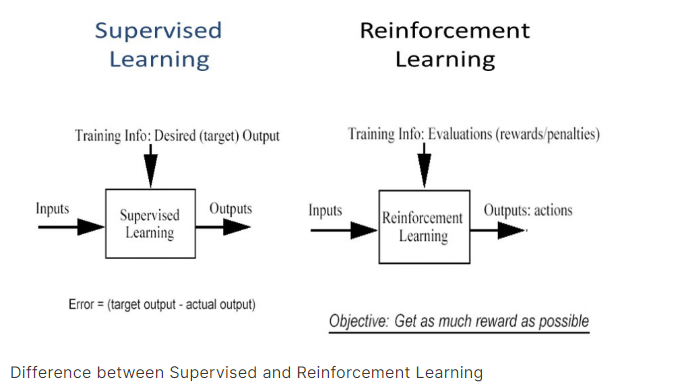 Supervised
Learning
Training Info: Desired (target) Output
Inputs
Supervised
Learning
Outputs
Error = (target output - actual output)
Reinforcement
Learning
Training Info: Evaluations (rewards/penalties)
Inputs
Reinforcement
Learning
Outputs: actions
Objective: Get as much reward as possible
Difference between Supervised and Reinforcement Learning